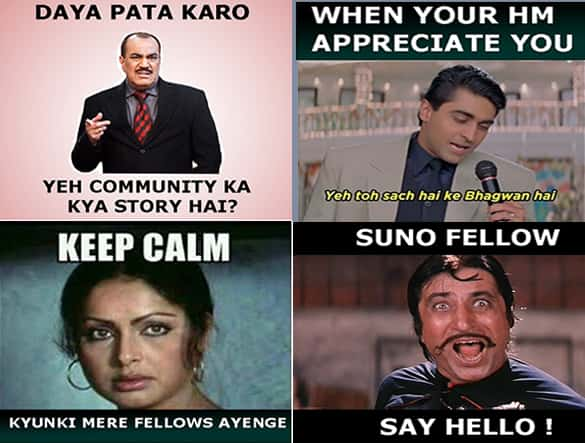 DAYA PATA KARO
YEH COMMUNITY KA
KYA STORY HAI?
WHEN YOUR HM
APPRECIATE YOU
Yeh toh sach hai ke Bhagwan hai
KEEP CALM
KYUNKI MERE FELLOWS AYENGE
SUNO FELLOW
SAY HELLO !